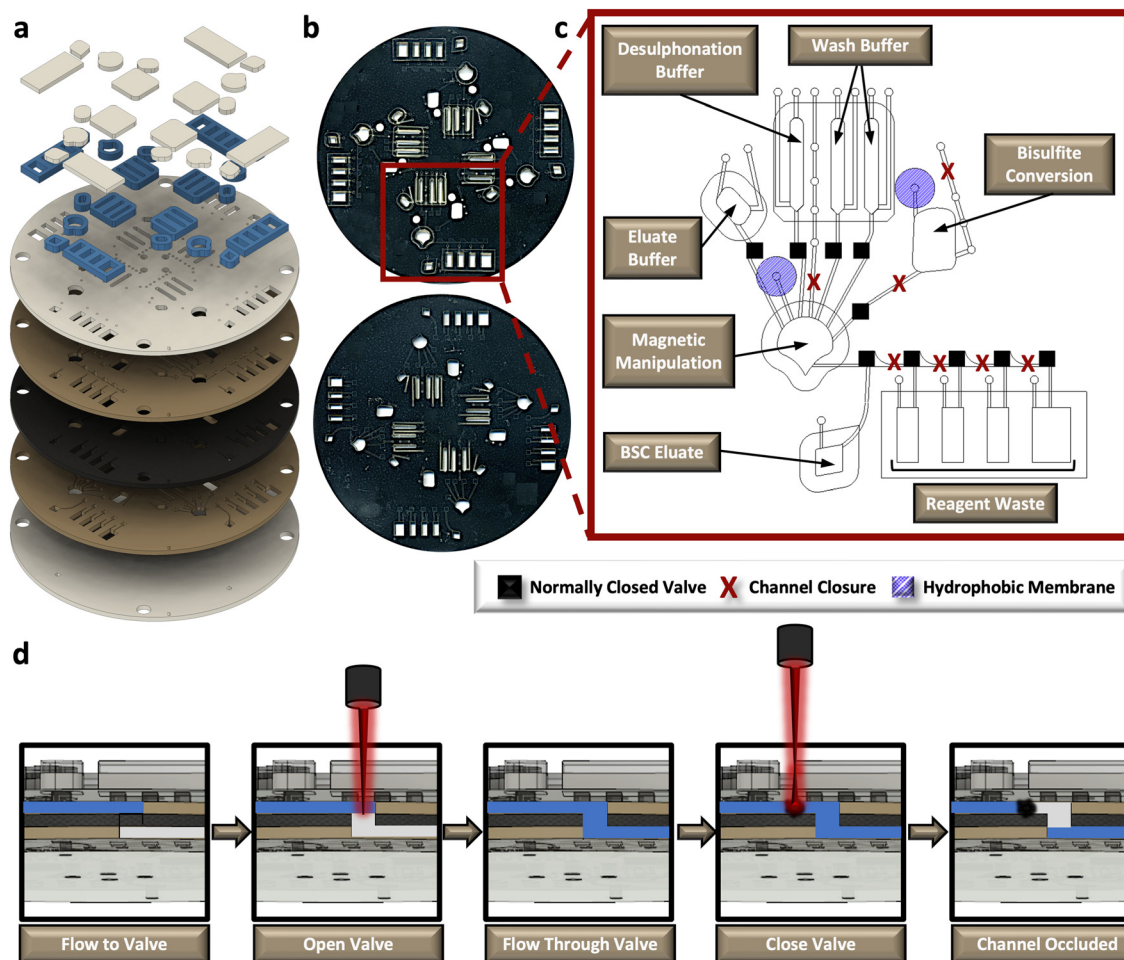 a
b
c
Desulphonation
Buffer
Wash Buffer
Bisulfite
Conversion
Eluate
Buffer
X
X
X
Magnetic
Manipulation
X
X
X
X
BSC Eluate
Reagent Waste
Normally Closed Valve
X
Channel Closure
Hydrophobic Membrane
d
Flow to Valve
Open Valve
Flow Through Valve
Close Valve
Channel Occluded